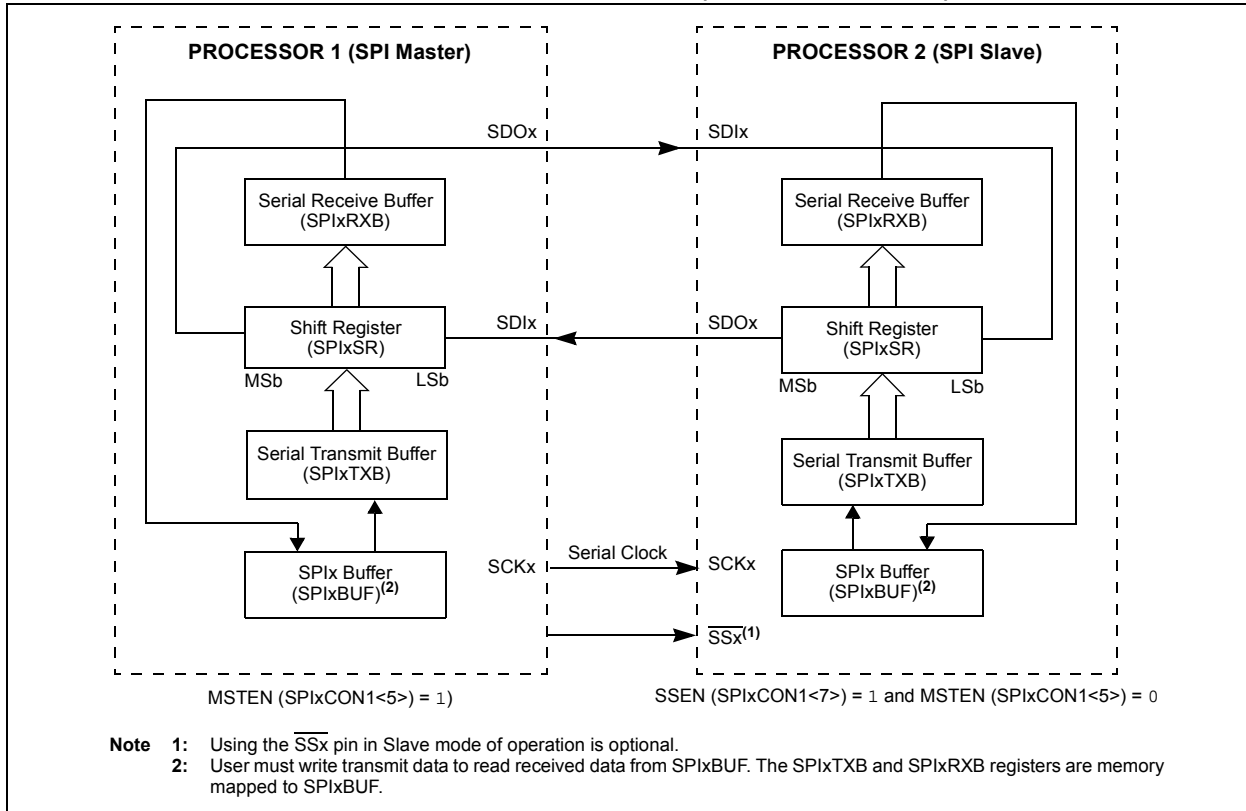 PROCESSOR 1 (SPI Master)
PROCESSOR 2 (SPI Slave)
SDOx
SDIx
Serial Receive Buffer
(SPIxRXB)
Serial Receive Buffer
(SPIxRXB)
Shift Register
(SPIxSR)
SDIx
SDOx
Shift Register
(SPIxSR)
MSb
LSb
MSb
LSb
Serial Transmit Buffer
(SPIxTXB)
Serial Transmit Buffer
(SPIxTXB)
SPIx Buffer
(SPIxBUF)(2)
SCKx
Serial Clock
SCKx
SPIx Buffer
(SPIxBUF)(2)
SSx(1)
MSTEN (SPIxCON1<5>) = 1)
SSEN (SPIxCON1<7>) = 1 and MSTEN (SPIxCON1<5>) = 0
Note 1: Using the SSx pin in Slave mode of operation is optional.
2: User must write transmit data to read received data from SPIxBUF. The SPIxTXB and SPIxRXB registers are memory
mapped to SPIxBUF.